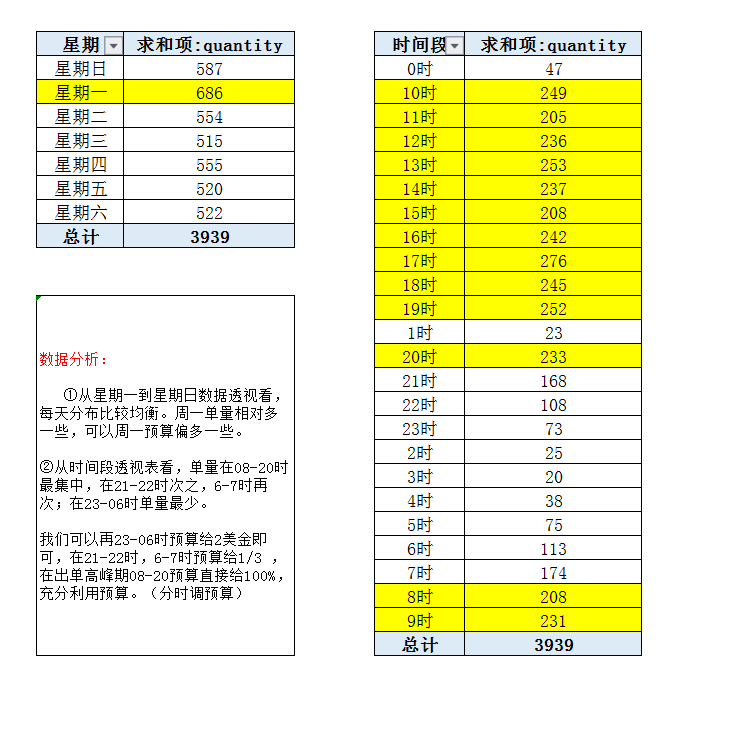 星期 求和项:quantity
星期日 587
星期一 686
星期二 554
星期三 515
星期四 555
星期五 520
星期六 522
总计 3939
数据分析：
①从星期一到星期日数据透视看，
每天分布比较均衡。周一单量相对多
一些，可以周一预算偏多一些。
②从时间段透视表看，单量在08-20时
最集中，在21-22时次之，6-7时再
次；在23-06时单量最少。
我们可以再23-06时预算给2美金即
可，在21-22时，6-7时预算给1/3 ，
在出单高峰期08-20预算直接给100%，
充分利用预算。（分时调预算）
时间段 求和项:quantity
0时 47
10时 249
11时 205
12时 236
13时 253
14时 237
15时 208
16时 242
17时 276
18时 245
19时 252
1时 23
20时 233
21时 168
22时 108
23时 73
2时 25
3时 20
4时 38
5时 75
6时 113
7时 174
8时 208
9时 231
总计 3939